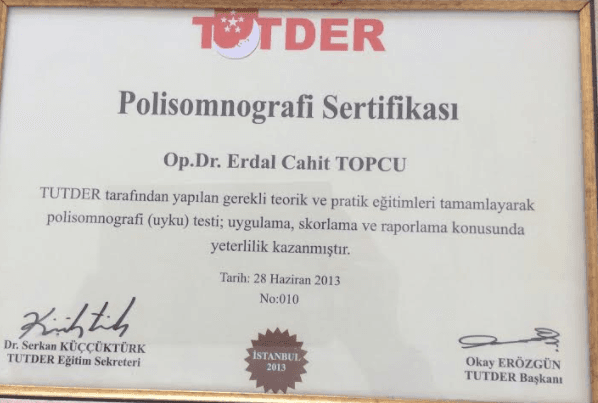 TUTDER
Polisomnografi Sertifikası
Op.Dr. Erdal Cahit TOPCU
TUTDER tarafından yapılan gerekli teorik ve pratik eğitimleri tamamlayarak
polisomnografi (uyku) testi; uygulama, skorlama ve raporlama konusunda
yeterlilik kazanmıştır.
Tarih: 28 Haziran 2013
No:010
Dr. Serkan KÜÇÇÜKTÜRK
TUTDER Eğitim Sekreteri
İSTANBUL
2013
Okay ERÖZGÜN
TUTDER Başkanı